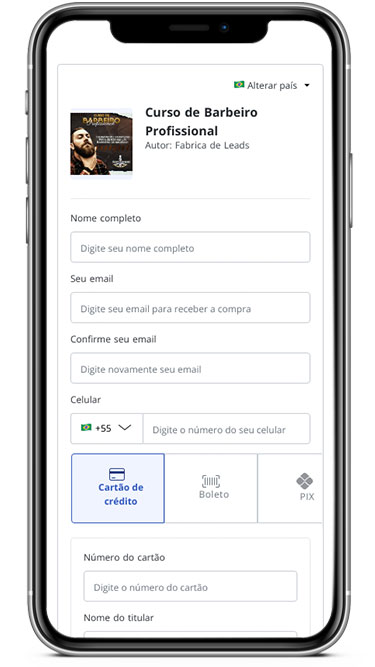 Alterar país
Curso de Barbeiro
Profissional
Autor: Fabrica de Leads
BARBEIRO
Nome completo
Digite seu nome completo
Seu email
Digite seu email para receber a compra
Confirme seu email
Digite novamente seu email
Celular
+55
Digite o número do seu celular
Cartão de
crédito
Boleto
PIX
Número do cartão
Digite o número do cartão
Nome do titular